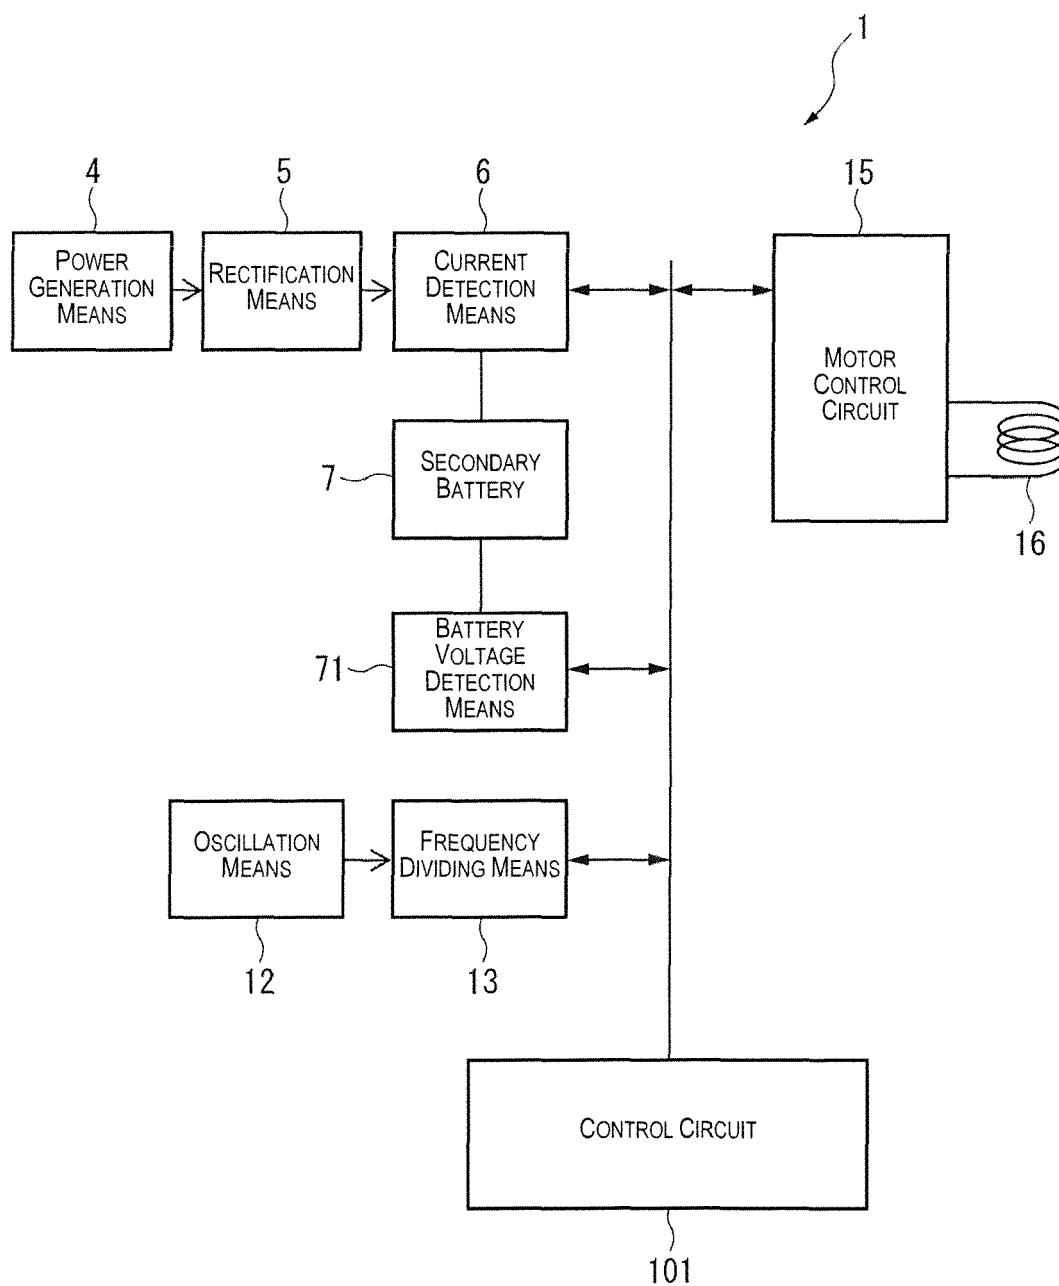 1
4
5
6
15
POWER
GENERATION
MEANS
RECTIFICATION
MEANS
CURRENT
DETECTION
MEANS
MOTOR
CONTROL
CIRCUIT
16
7
SECONDARY
BATTERY
71
BATTERY
VOLTAGE
DETECTION
MEANS
OSCILLATION
MEANS
FREQUENCY
DIVIDING MEANS
12
13
CONTROL CIRCUIT
101